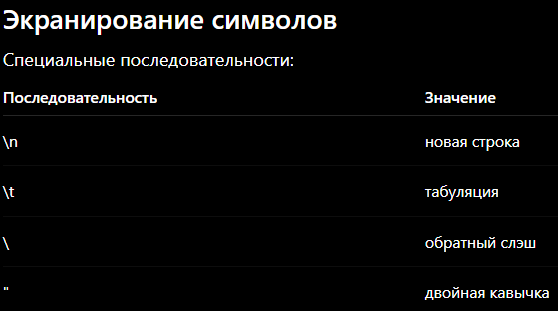 Экранирование символов
Специальные последовательности:
Последовательность Значение
\n новая строка
\t табуляция
\ обратный слэш
" двойная кавычка